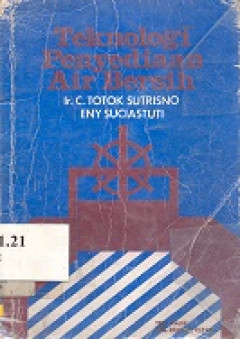 Teknologi
Penyediaan
Air Bersih
Ir. C. TOTOK SUTRISNO
ENY SUCIASTUTI
1.21